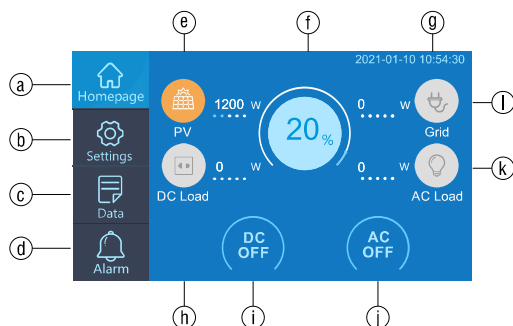 e f g
2021-01-10 10:54:30
a Homepage
1200 W
0 W
l
PV
20%
Grid
b Settings
0 W
0 W
k
DC Load
AC Load
c Data
DC OFF
AC OFF
d Alarm
h i j